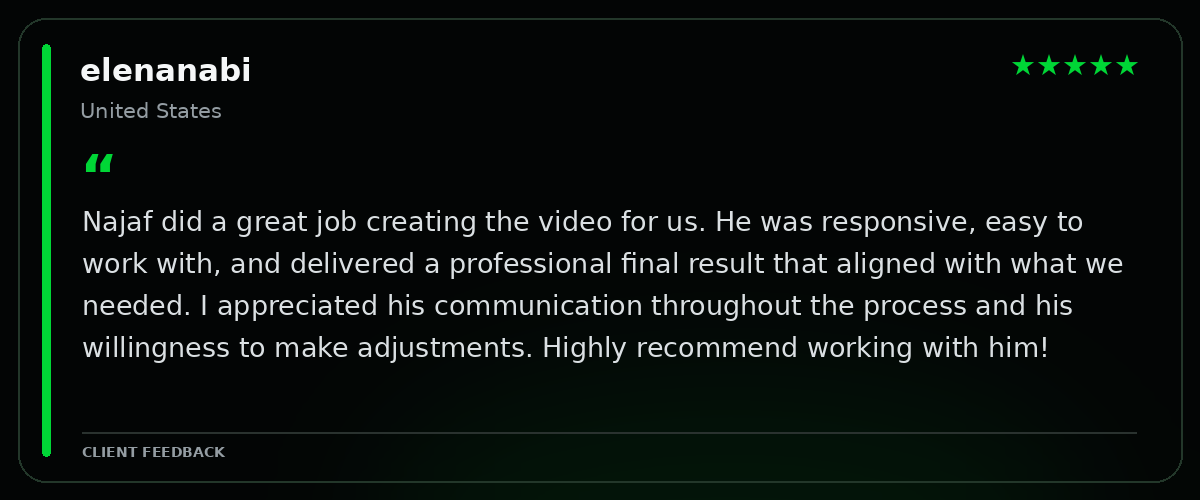 elenanabi
★★★★★
United States
“
Najaf did a great job creating the video for us. He was responsive, easy to
work with, and delivered a professional final result that aligned with what we
needed. I appreciated his communication throughout the process and his
willingness to make adjustments. Highly recommend working with him!
CLIENT FEEDBACK